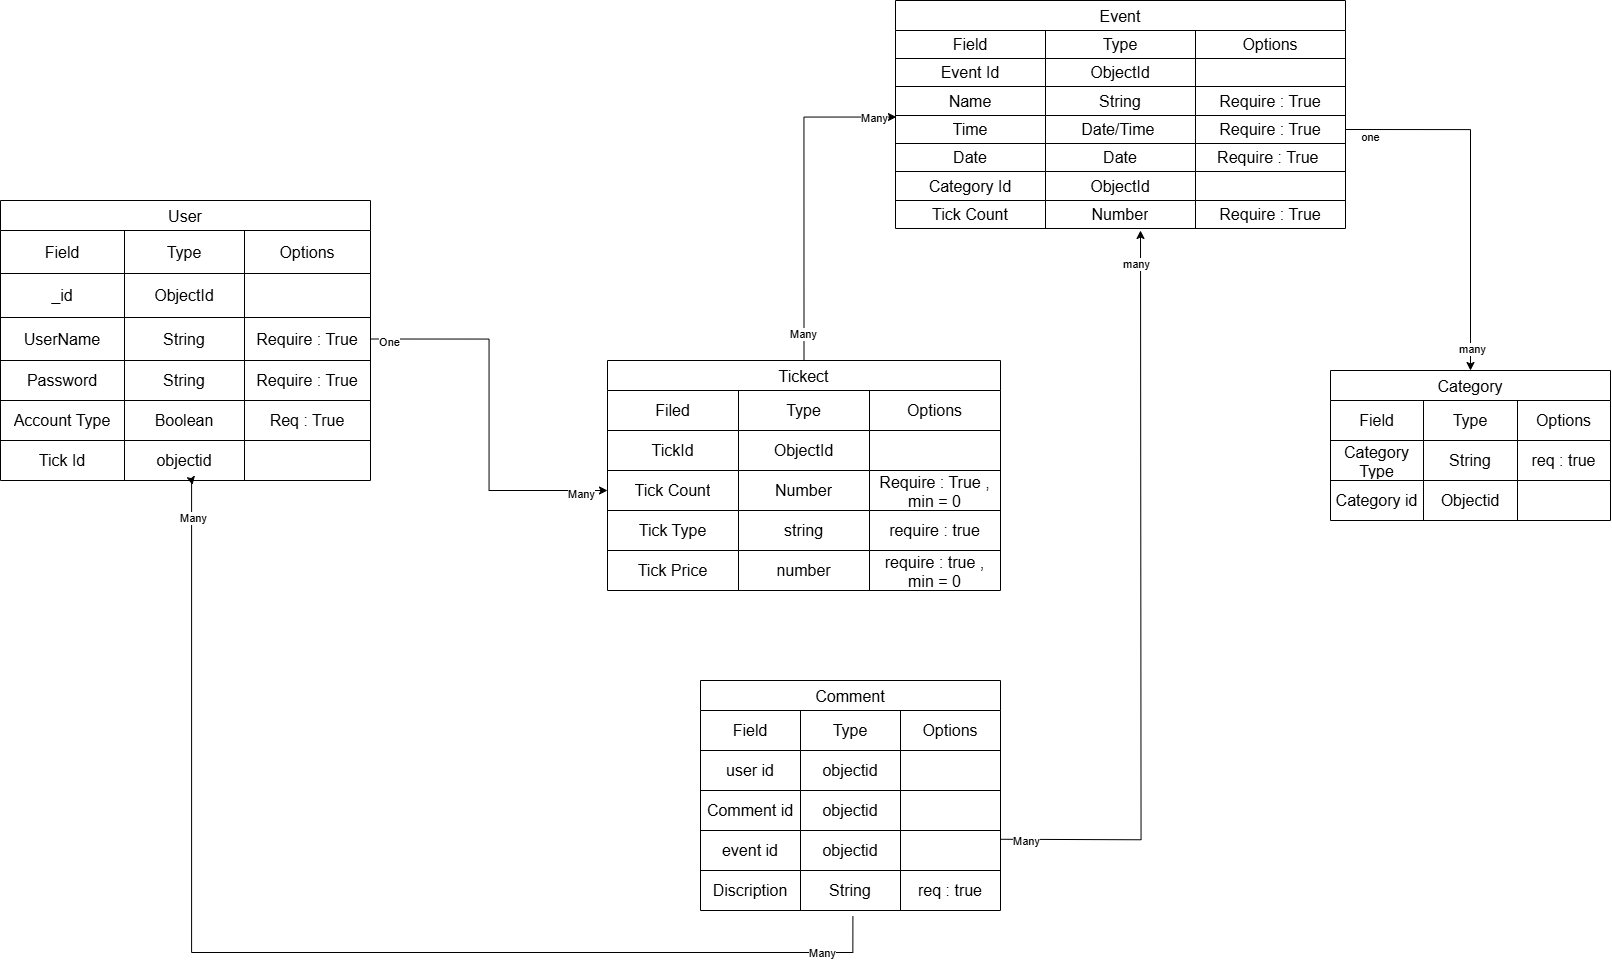 Event
Field Type Options
Event Id ObjectId
Name String Require : True
Time Date/Time Require : True
Date Date Require : True
Category Id ObjectId
Tick Count Number Require : True
Many
one
many
User
Field Type Options
_id ObjectId
UserName String Require : True
Password String Require : True
Account Type Boolean Req : True
Tick Id objectid
One
Many
Many
Many
Tickect
Filed Type Options
TickId ObjectId
Tick Count Number Require : True ,
min = 0
Tick Type string require : true
Tick Price number require : true ,
min = 0
many
Category
Field Type Options
Category
Type String req : true
Category id Objectid
Comment
Field Type Options
user id objectid
Comment id objectid
event id objectid
Discription String req : true
Many
Many